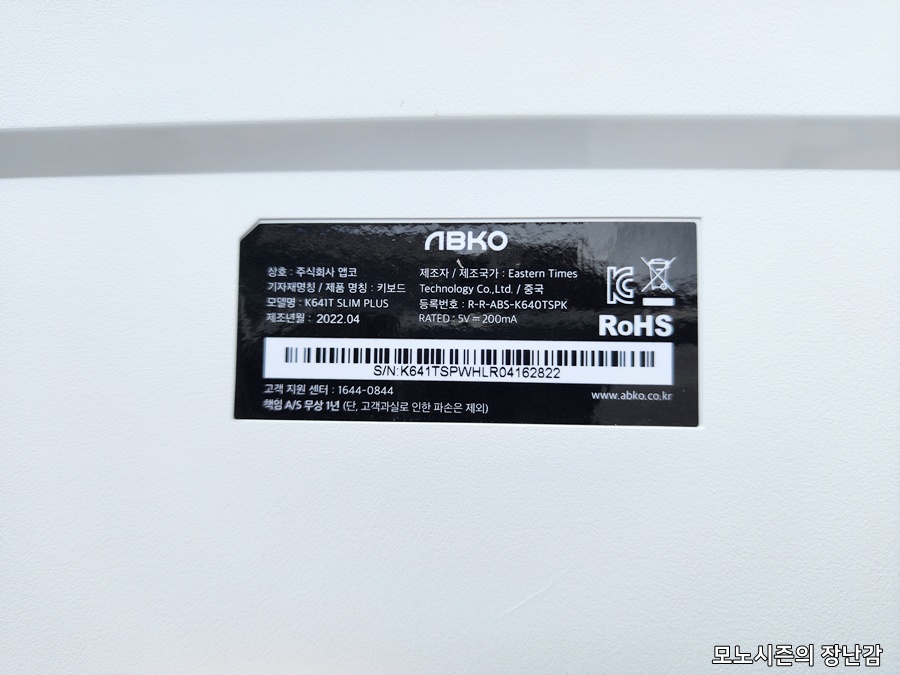 ABKO
상호 : 주식회사 앱코
기자재명칭 / 제품 명칭 : 키보드
모델명 : K641T SLIM PLUS
제조년월 : 2022.04
제조자 / 제조국가 : Eastern Times
Technology Co.,Ltd. / 중국
등록번호 : R-R-ABS-K640TSPK
RATED : 5V ⎓ 200mA
RoHS
S/N:K641TSPWHLR04162822
고객 지원 센터 : 1644-0844
책임 A/S 무상 1년 (단, 고객과실로 인한 파손은 제외)
www.abko.co.kr
모노시즌의 장난감